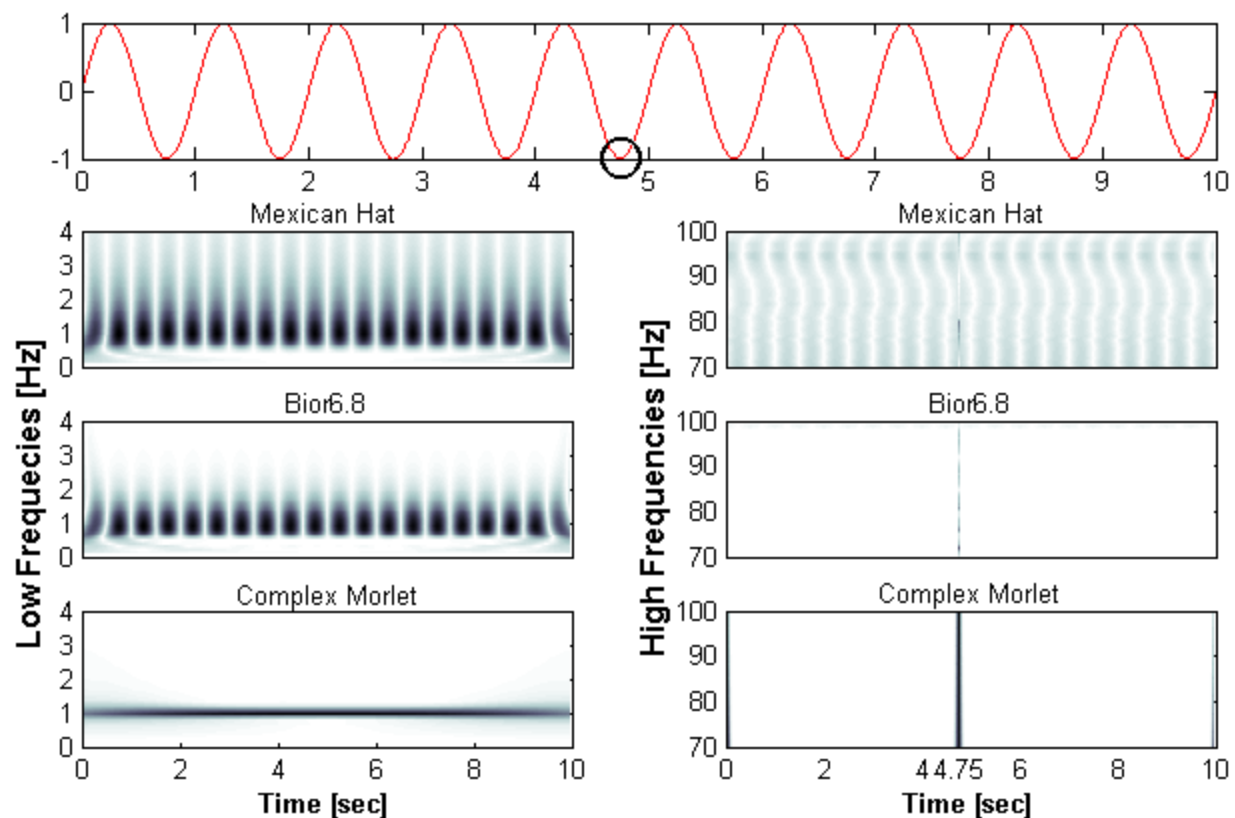 1
0
-1
0 1 2 3 4 5 6 7 8 9 10
Mexican Hat
4
3
2
1
0
Bior6.8
4
3
2
1
0
Complex Morlet
4
3
2
1
0
0 2 4 6 8 10
Time [sec]
Low Frequecies [Hz]
Mexican Hat
100
90
80
70
Bior6.8
100
90
80
70
Complex Morlet
100
90
80
70
0 2 4 4.75 6 8 10
Time [sec]
High Frequencies [Hz]